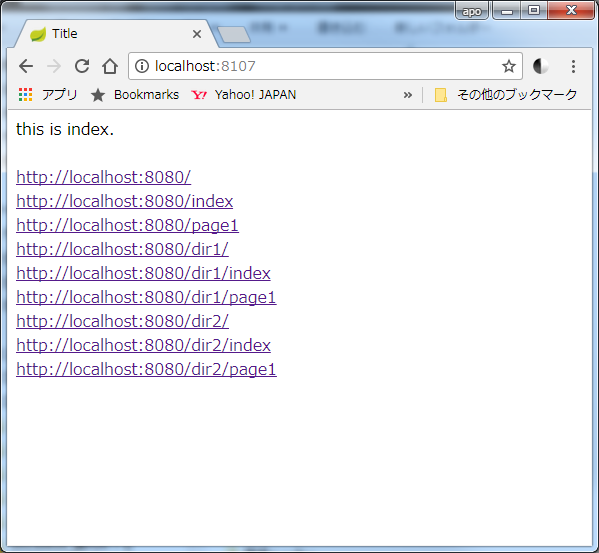 apo
Title
localhost:8107
アプリ Bookmarks Yahoo! JAPAN » その他のブックマーク
this is index.
http://localhost:8080/
http://localhost:8080/index
http://localhost:8080/page1
http://localhost:8080/dir1/
http://localhost:8080/dir1/index
http://localhost:8080/dir1/page1
http://localhost:8080/dir2/
http://localhost:8080/dir2/index
http://localhost:8080/dir2/page1